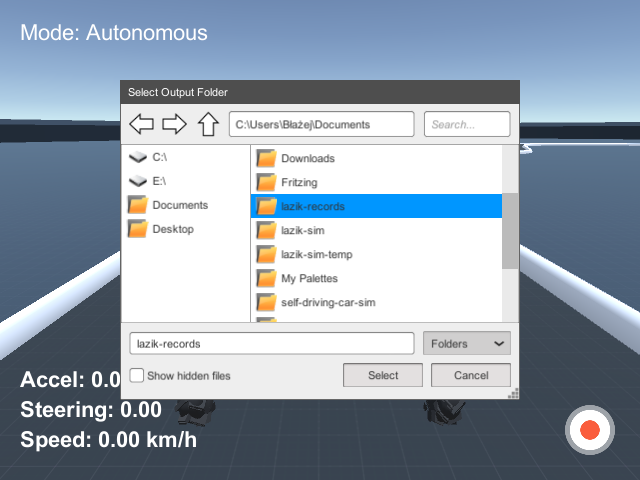 Mode: Autonomous
Select Output Folder
C:\Users\Błażej\Documents
Search...
C:\
E:\
Documents
Desktop
Downloads
Fritzing
lazik-records
lazik-sim
lazik-sim-temp
My Palettes
self-driving-car-sim
lazik-records
Folders
Show hidden files
Select
Cancel
Accel: 0.0
Steering: 0.00
Speed: 0.00 km/h